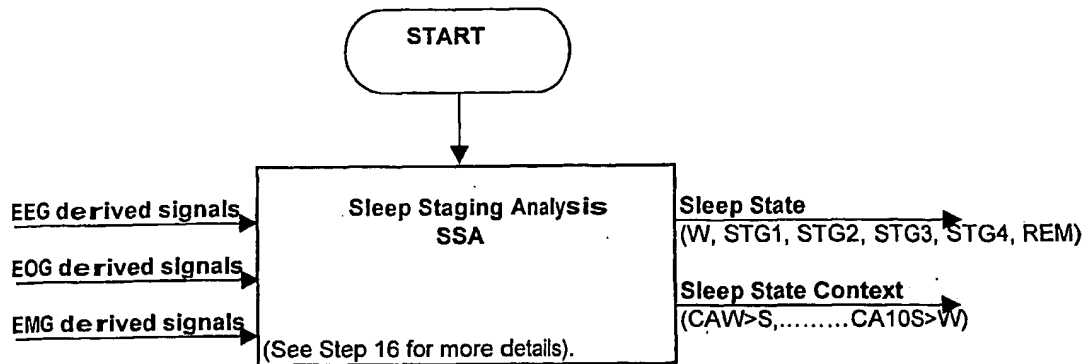 START
EEG derived signals
EOG derived signals
EMG derived signals
Sleep Staging Analysis
SSA
(See Step 16 for more details).
Sleep State
(W, STG1, STG2, STG3, STG4, REM)
Sleep State Context
(CAW>S,.........CA10S>W)